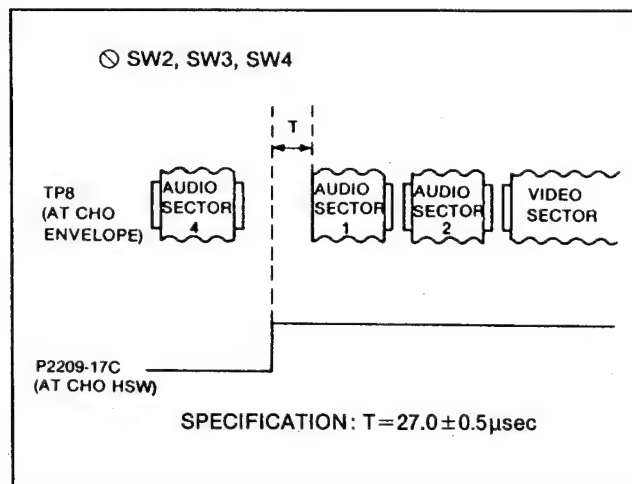 ⦸ SW2, SW3, SW4
T
TP8
(AT CHO
ENVELOPE)
AUDIO
SECTOR
4
AUDIO
SECTOR
1
AUDIO
SECTOR
2
VIDEO
SECTOR
P2209-17C
(AT CHO HSW)
SPECIFICATION: T=27.0±0.5μsec